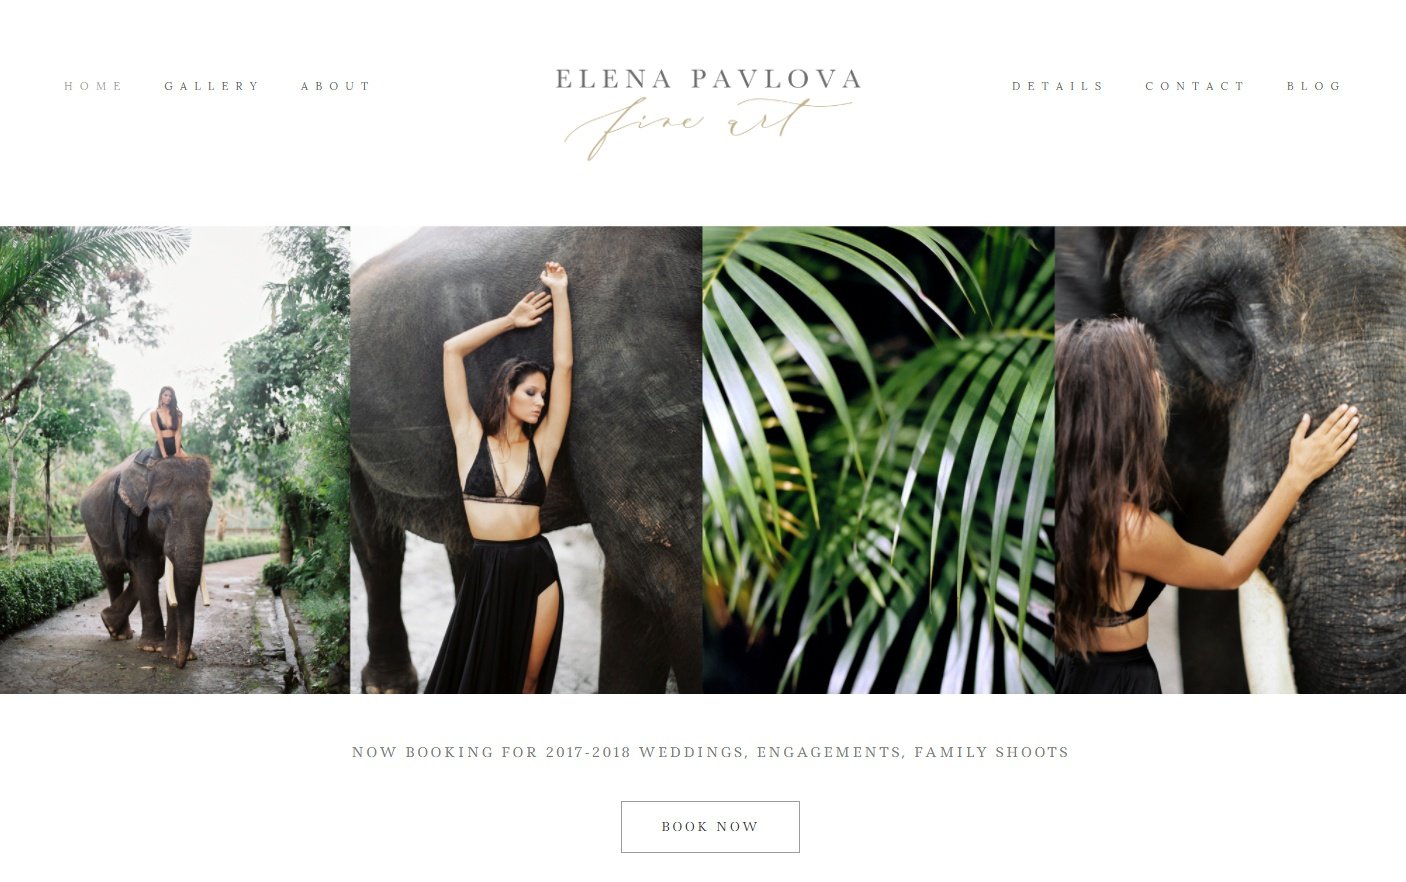 HOME GALLERY ABOUT
ELENA PAVLOVA
fine art
DETAILS CONTACT BLOG
NOW BOOKING FOR 2017-2018 WEDDINGS, ENGAGEMENTS, FAMILY SHOOTS
BOOK NOW